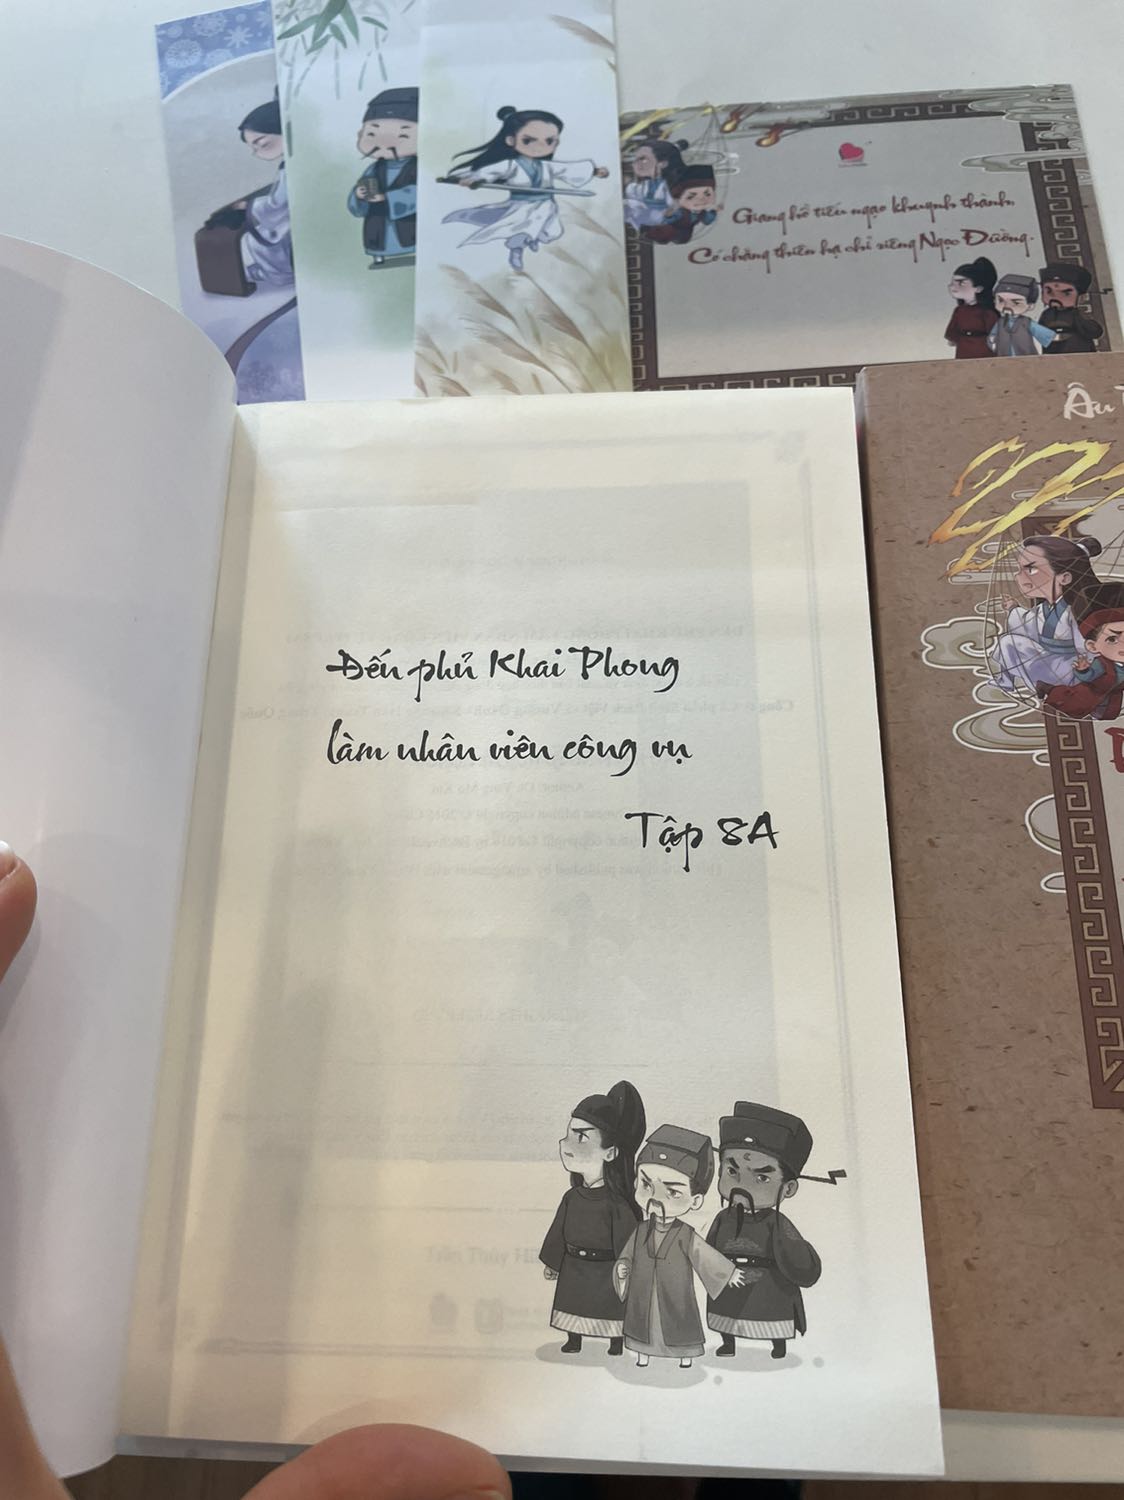 Giang hồ tiếu ngạo khuynh thành,
Có chăng thiên hạ chỉ riêng Ngọc Đường.
Âu
Đến phủ Khai Phong
làm nhân viên công vụ
Tập 8A